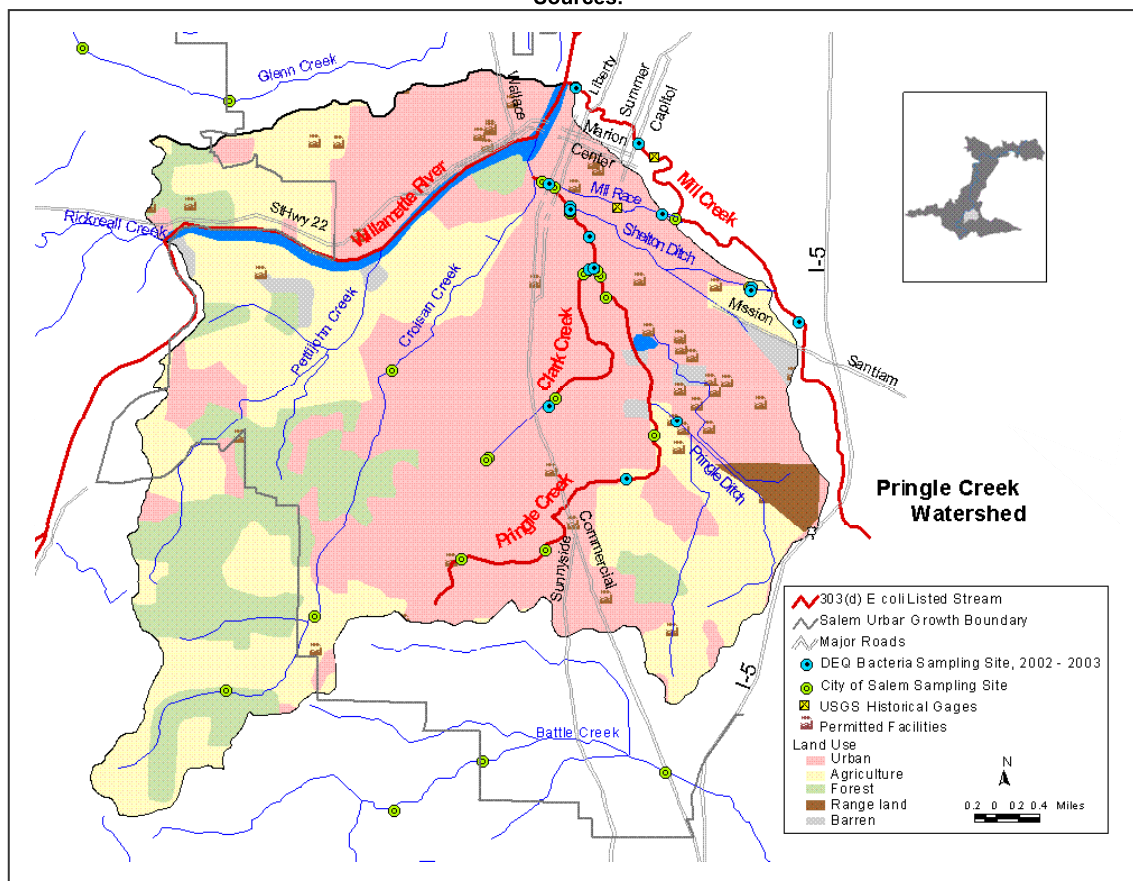 Sources.
Glenn Creek
Wallace
Liberty
Summer
Capitol
Marion
Center
Mill Creek
Mill Race
Willamette River
StHwy 22
Rickreall Creek
Shelton Ditch
I-5
Mission
Santiam
Croisan Creek
Pettijohn Creek
Clark Creek
Pringle Ditch
Pringle Creek
Sunnyside
Commercial
I-5
Battle Creek
Pringle Creek
Watershed
303(d) E coli Listed Stream
Salem Urbar Growth Boundary
Major Roads
DEQ Bacteria Sampling Site, 2002 - 2003
City of Salem Sampling Site
USGS Historical Gages
Permitted Facilities
Land Use
Urban
Agriculture
Forest
Range land
Barren
N
0.2 0 0.2 0.4 Miles